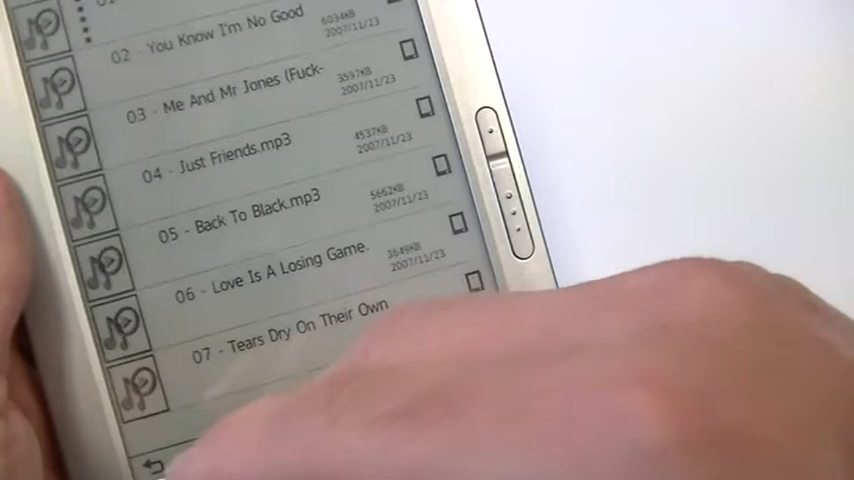 02 - You Know I'm No Good
6034KB
2007/11/23
03 - Me And Mr Jones (Fuck-
3597KB
2007/11/23
04 - Just Friends.mp3
4537KB
2007/11/23
05 - Back To Black.mp3
5662KB
2007/11/23
06 - Love Is A Losing Game.
3649KB
2007/11/23
07 - Tears Dry On Their Own